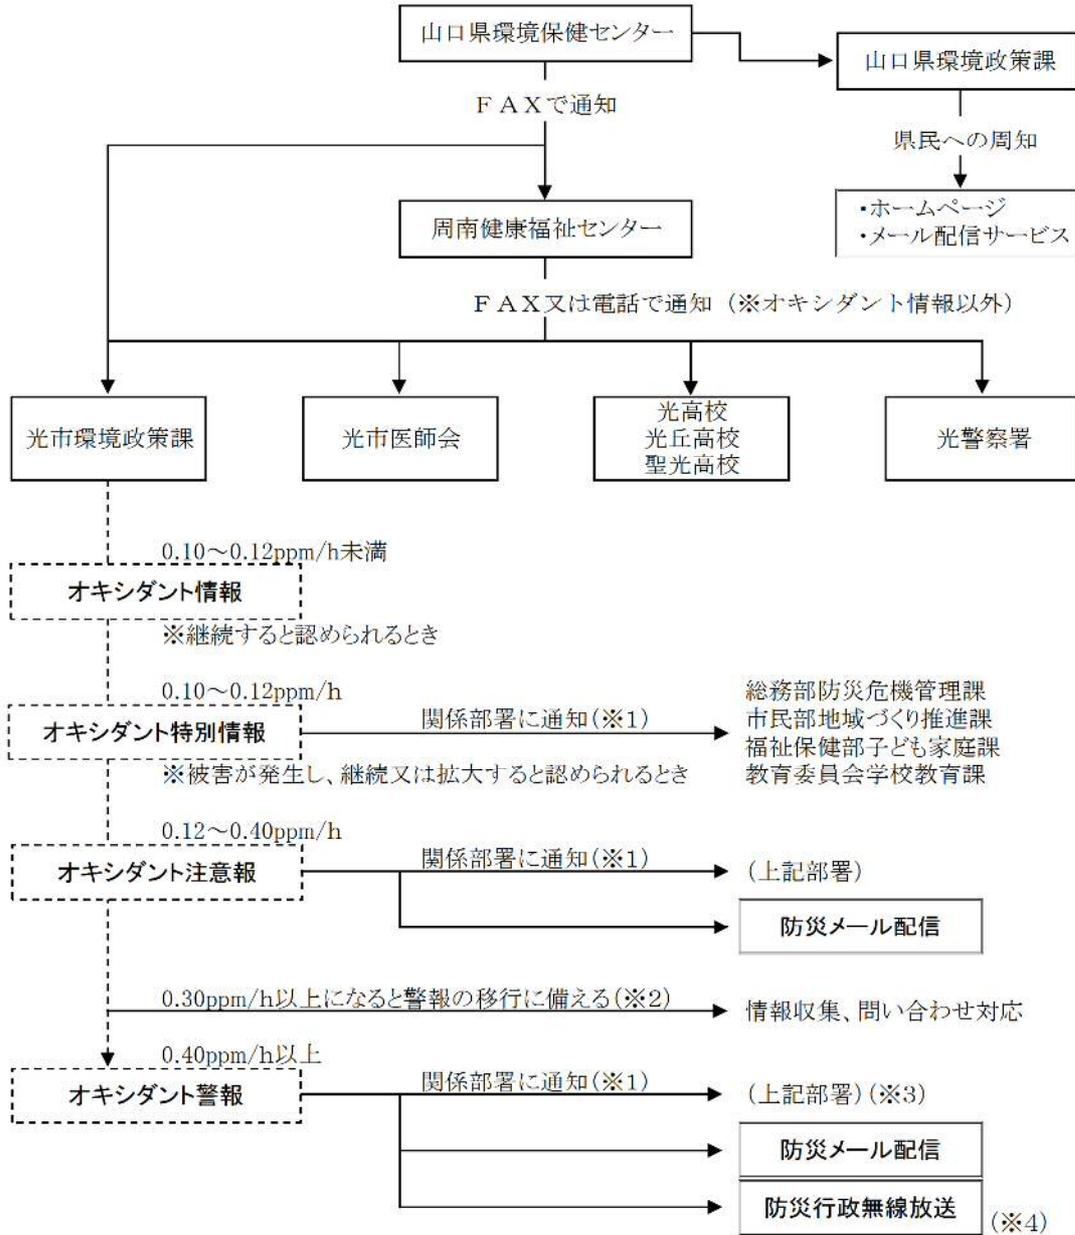 山口県環境保健センター
山口県環境政策課
ＦＡＸで通知
県民への周知
・ホームページ
・メール配信サービス
周南健康福祉センター
ＦＡＸ又は電話で通知（※オキシダント情報以外）
光市環境政策課
光市医師会
光高校
光丘高校
聖光高校
光警察署
0.10～0.12ppm/h未満
オキシダント情報
※継続すると認められるとき
0.10～0.12ppm/h
オキシダント特別情報
関係部署に通知(※1)
総務部防災危機管理課
市民部地域づくり推進課
福祉保健部子ども家庭課
教育委員会学校教育課
※被害が発生し、継続又は拡大すると認められるとき
0.12～0.40ppm/h
オキシダント注意報
関係部署に通知(※1)
(上記部署)
防災メール配信
0.30ppm/h以上になると警報の移行に備える(※2)
情報収集、問い合わせ対応
0.40ppm/h以上
オキシダント警報
関係部署に通知(※1)
(上記部署)(※3)
防災メール配信
防災行政無線放送
(※4)